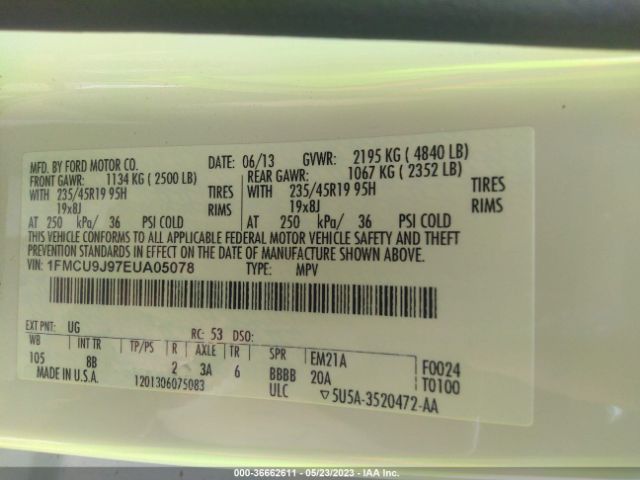 MFD. BY FORD MOTOR CO. DATE: 06/13 GVWR: 2195 KG ( 4840 LB)
FRONT GAWR: 1134 KG ( 2500 LB) REAR GAWR: 1067 KG ( 2352 LB)
WITH 235/45R19 95H TIRES WITH 235/45R19 95H TIRES
19x8J RIMS 19x8J RIMS
AT 250 kPa/ 36 PSI COLD AT 250 kPa/ 36 PSI COLD
THIS VEHICLE CONFORMS TO ALL APPLICABLE FEDERAL MOTOR VEHICLE SAFETY AND THEFT
PREVENTION STANDARDS IN EFFECT ON THE DATE OF MANUFACTURE SHOWN ABOVE.
VIN: 1FMCU9J97EUA05078 TYPE: MPV
EXT PNT: UG RC: 53 DSO:
WB INT TR TP/PS R AXLE TR SPR EM21A F0024
105 8B 2 3A 6 BBBB 20A T0100
MADE IN U.S.A. 1201306075083 ULC ▽5U5A-3520472-AA
000-36662611 - 05/23/2023 - IAA Inc.